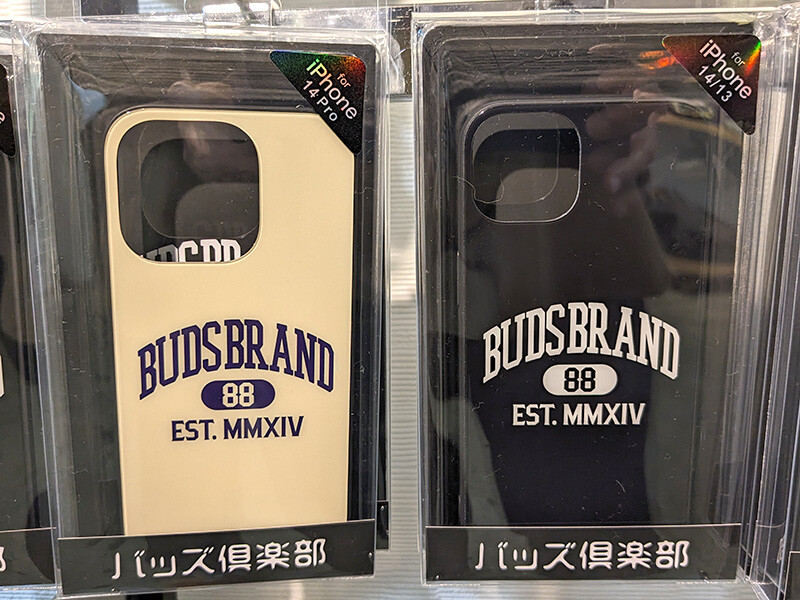 for
iPhone
14 Pro
BUDSBRAND
88
EST. MMXIV
バッズ倶楽部
for
iPhone
14/13
BUDSBRAND
88
EST. MMXIV
バッズ倶楽部